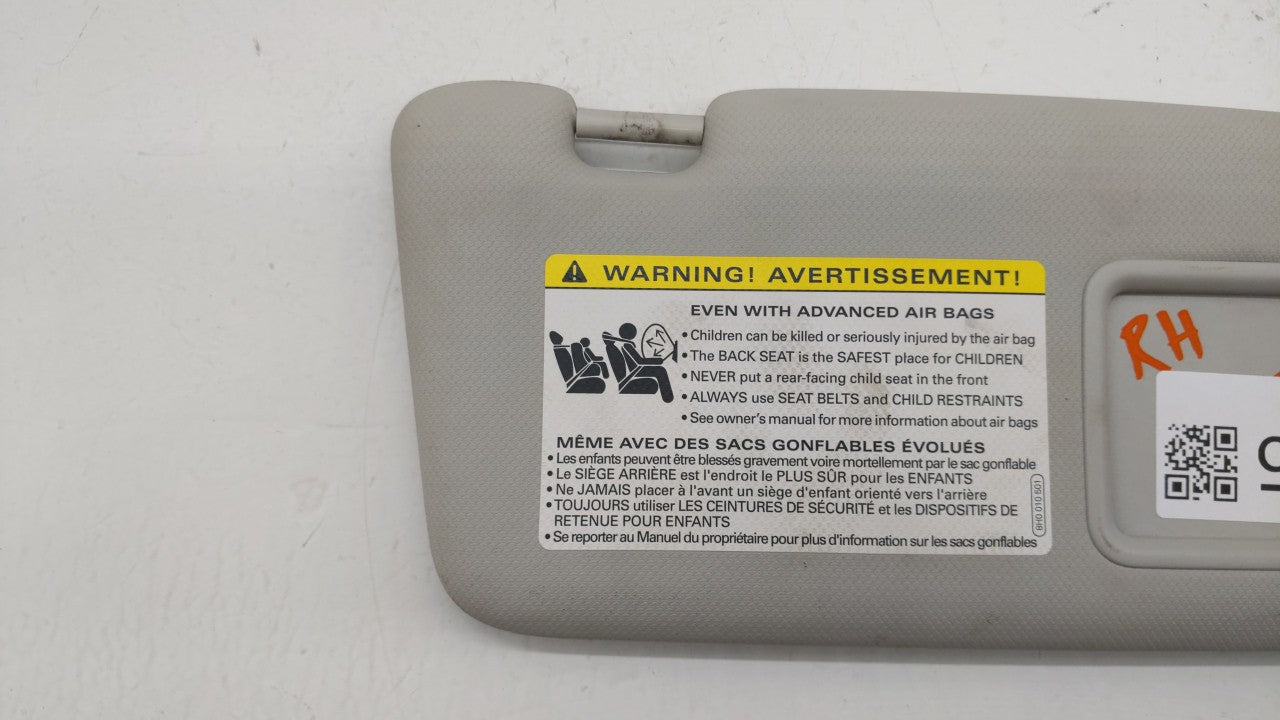 WARNING! AVERTISSEMENT!
EVEN WITH ADVANCED AIR BAGS
• Children can be killed or seriously injured by the air bag
• The BACK SEAT is the SAFEST place for CHILDREN
• NEVER put a rear-facing child seat in the front
• ALWAYS use SEAT BELTS and CHILD RESTRAINTS
• See owner's manual for more information about air bags
MÊME AVEC DES SACS GONFLABLES ÉVOLUÉS
• Les enfants peuvent être blessés gravement voire mortellement par le sac gonflable
• Le SIÈGE ARRIÈRE est l'endroit le PLUS SÛR pour les ENFANTS
• Ne JAMAIS placer à l'avant un siège d'enfant orienté vers l'arrière
• TOUJOURS utiliser LES CEINTURES DE SÉCURITÉ et les DISPOSITIFS DE
RETENUE POUR ENFANTS
• Se reporter au Manuel du propriétaire pour plus d'information sur les sacs gonflables
8H0 010 601
RH